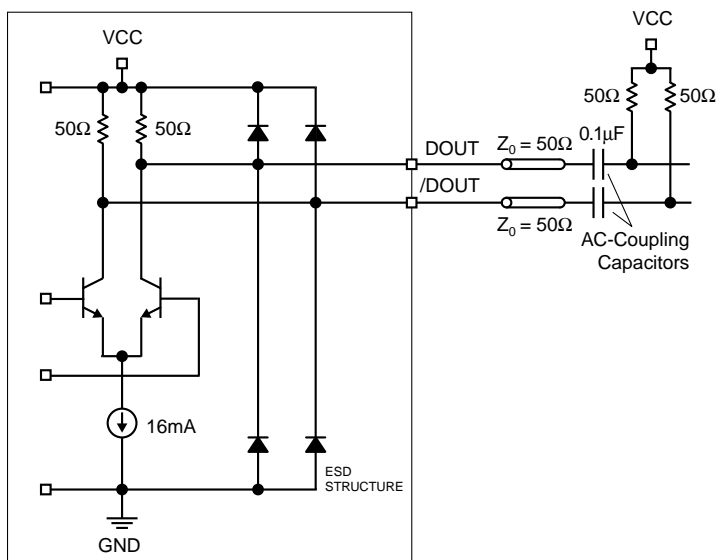 VCC
VCC
50Ω
50Ω
50Ω
50Ω
0.1μF
DOUT
Z0 = 50Ω
/DOUT
Z0 = 50Ω
AC-Coupling
Capacitors
16mA
ESD
STRUCTURE
GND